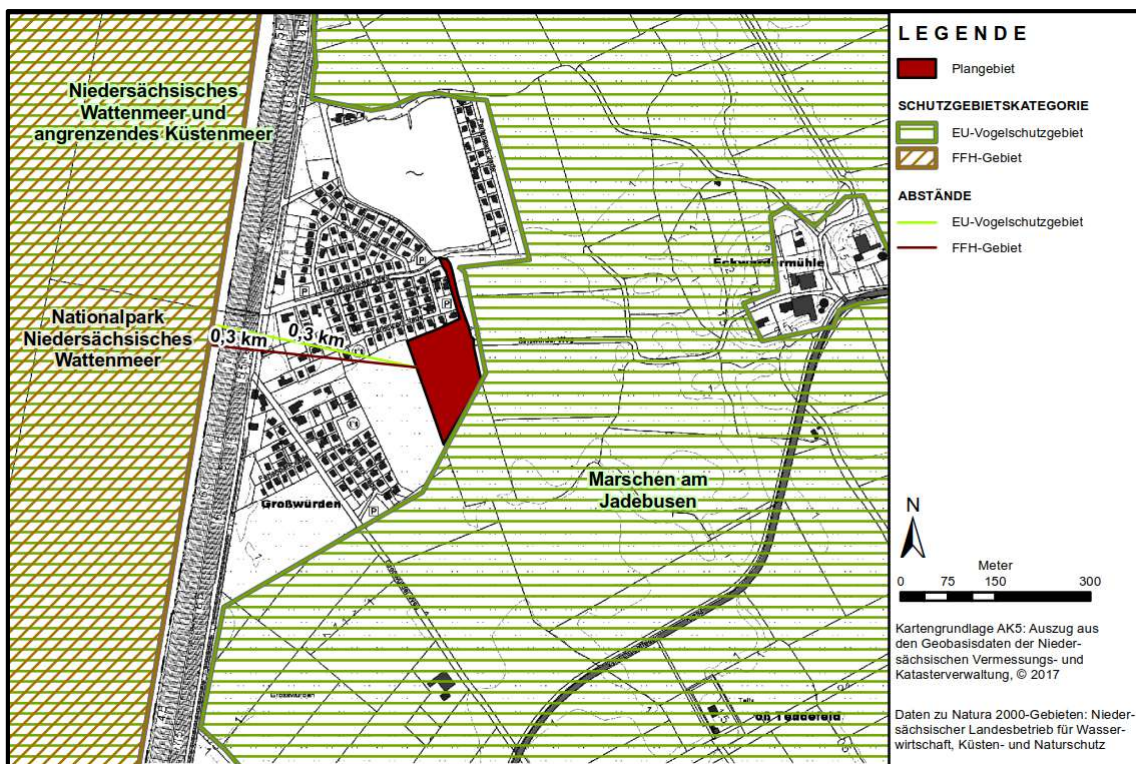 Niedersächsisches
Wattenmeer und
angrenzendes Küstenmeer
Nationalpark
Niedersächsisches
Wattenmeer
0,3 km
0,3 km
P
P
P
P
Großwürden
Eckwardermühle
Marschen am
Jadebusen
LEGENDE
Plangebiet
SCHUTZGEBIETSKATEGORIE
EU-Vogelschutzgebiet
FFH-Gebiet
ABSTÄNDE
EU-Vogelschutzgebiet
FFH-Gebiet
N
Meter
0 75 150 300
Kartengrundlage AK5: Auszug aus
den Geobasisdaten der Nieder-
sächsischen Vermessungs- und
Katasterverwaltung, © 2017
Daten zu Natura 2000-Gebieten: Nieder-
sächsischer Landesbetrieb für Wasser-
wirtschaft, Küsten- und Naturschutz